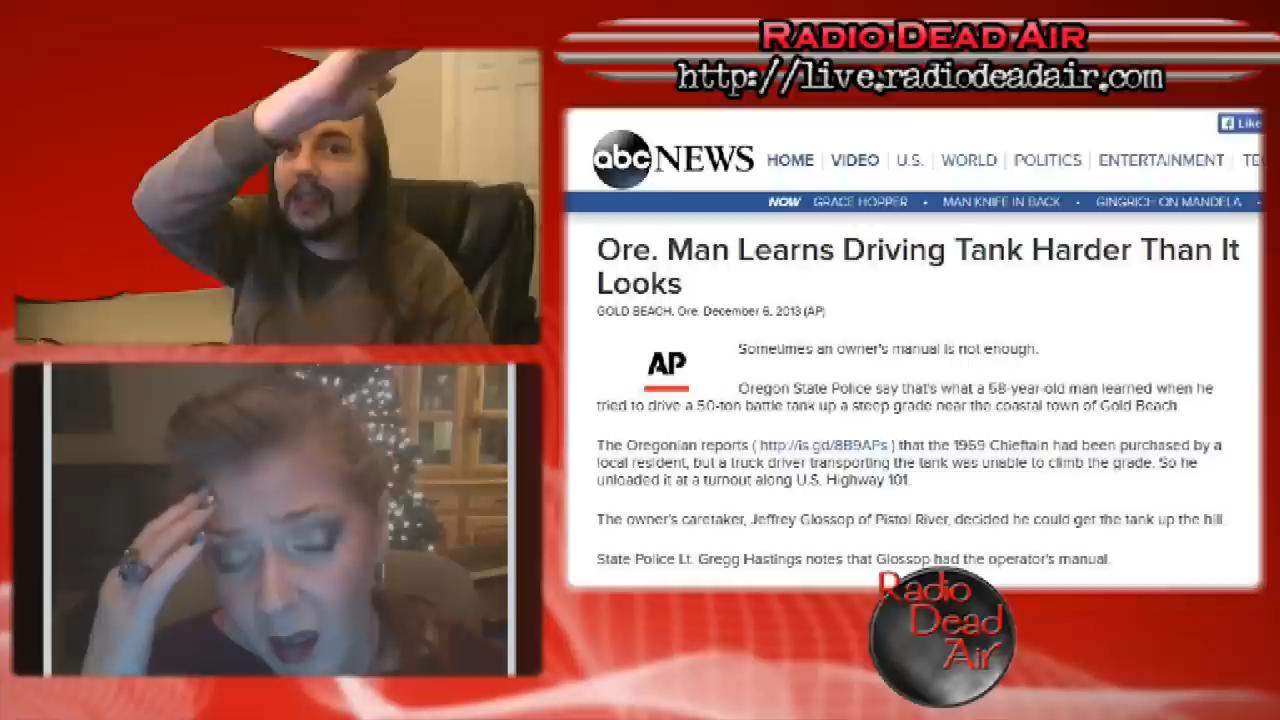 RADIO DEAD AIR
http://live.radiodeadair.com
Like
abc NEWS HOME VIDEO U.S. WORLD POLITICS ENTERTAINMENT TE
NOW GRACE HOPPER • MAN KNIFE IN BACK • GINGRICH ON MANDELA •
Ore. Man Learns Driving Tank Harder Than It
Looks
GOLD BEACH, Ore. December 6, 2013 (AP)
AP
Sometimes an owner's manual is not enough.
Oregon State Police say that's what a 58-year-old man learned when he
tried to drive a 50-ton battle tank up a steep grade near the coastal town of Gold Beach
The Oregonian reports ( http://is.gd/8B9APs ) that the 1959 Chieftain had been purchased by a
local resident, but a truck driver transporting the tank was unable to climb the grade. So he
unloaded it at a turnout along U.S. Highway 101.
The owner's caretaker, Jeffrey Glossop of Pistol River, decided he could get the tank up the hill.
State Police Lt. Gregg Hastings notes that Glossop had the operator's manual.
Radio
Dead
Air